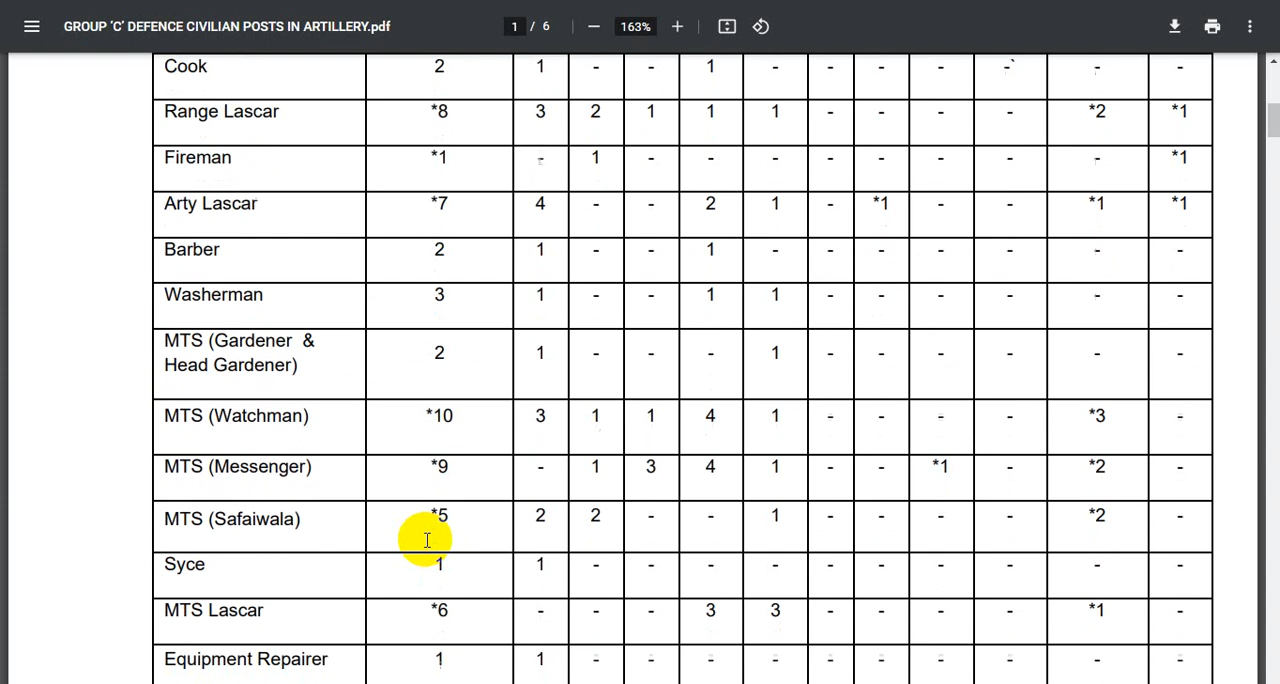 GROUP ‘C’ DEFENCE CIVILIAN POSTS IN ARTILLERY.pdf 1 / 6 − 163% +
Cook 2 1 - - 1 - - - - -` - -
Range Lascar *8 3 2 1 1 1 - - - - *2 *1
Fireman *1 - 1 - - - - - - - - *1
Arty Lascar *7 4 - - 2 1 - *1 - - *1 *1
Barber 2 1 - - 1 - - - - - - -
Washerman 3 1 - - 1 1 - - - - - -
MTS (Gardener &
Head Gardener) 2 1 - - - 1 - - - - - -
MTS (Watchman) *10 3 1 1 4 1 - - - - *3 -
MTS (Messenger) *9 - 1 3 4 1 - - *1 - *2 -
MTS (Safaiwala) *5 2 2 - - 1 - - - - *2 -
Syce 1 1 - - - - - - - - - -
MTS Lascar *6 - - - 3 3 - - - - *1 -
Equipment Repairer 1 1 - - - - - - - - - -